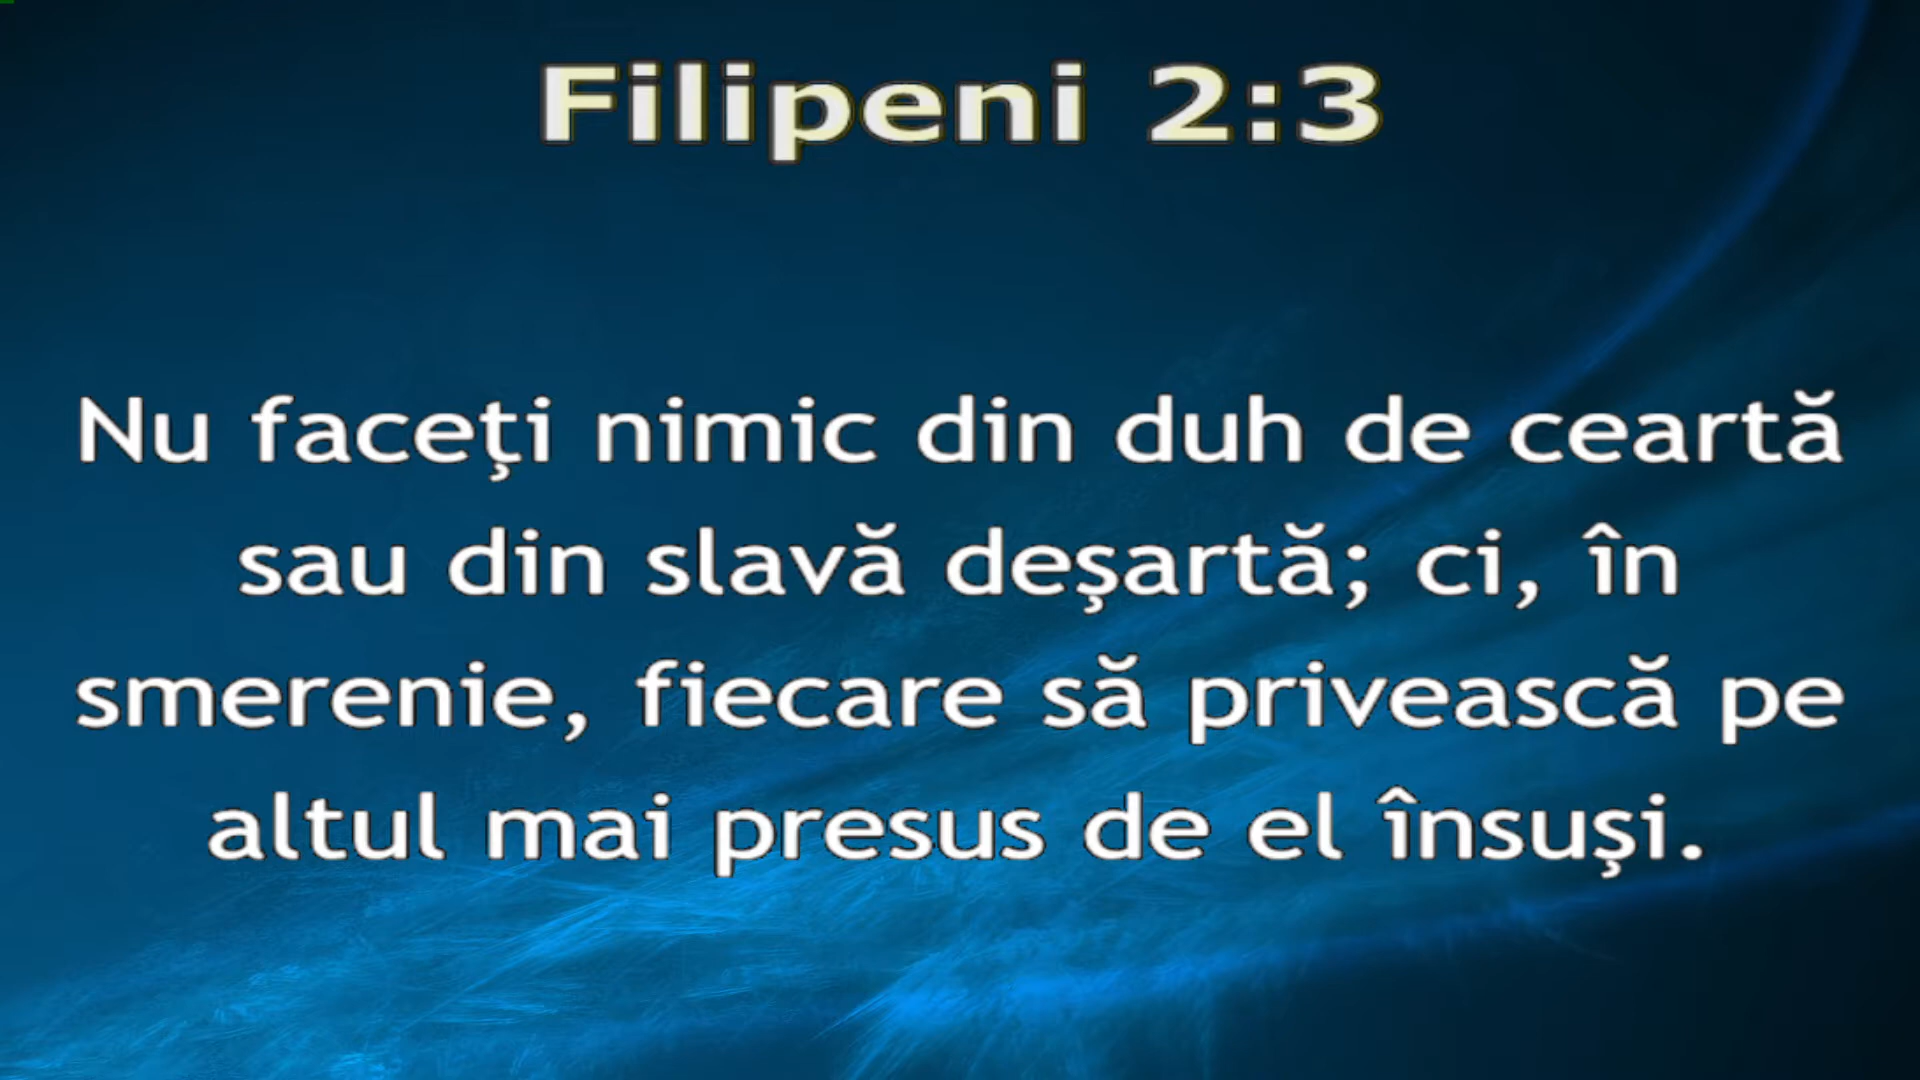 Filipeni 2:3
Nu faceţi nimic din duh de ceartă
sau din slavă deşartă; ci, în
smerenie, fiecare să privească pe
altul mai presus de el însuşi.